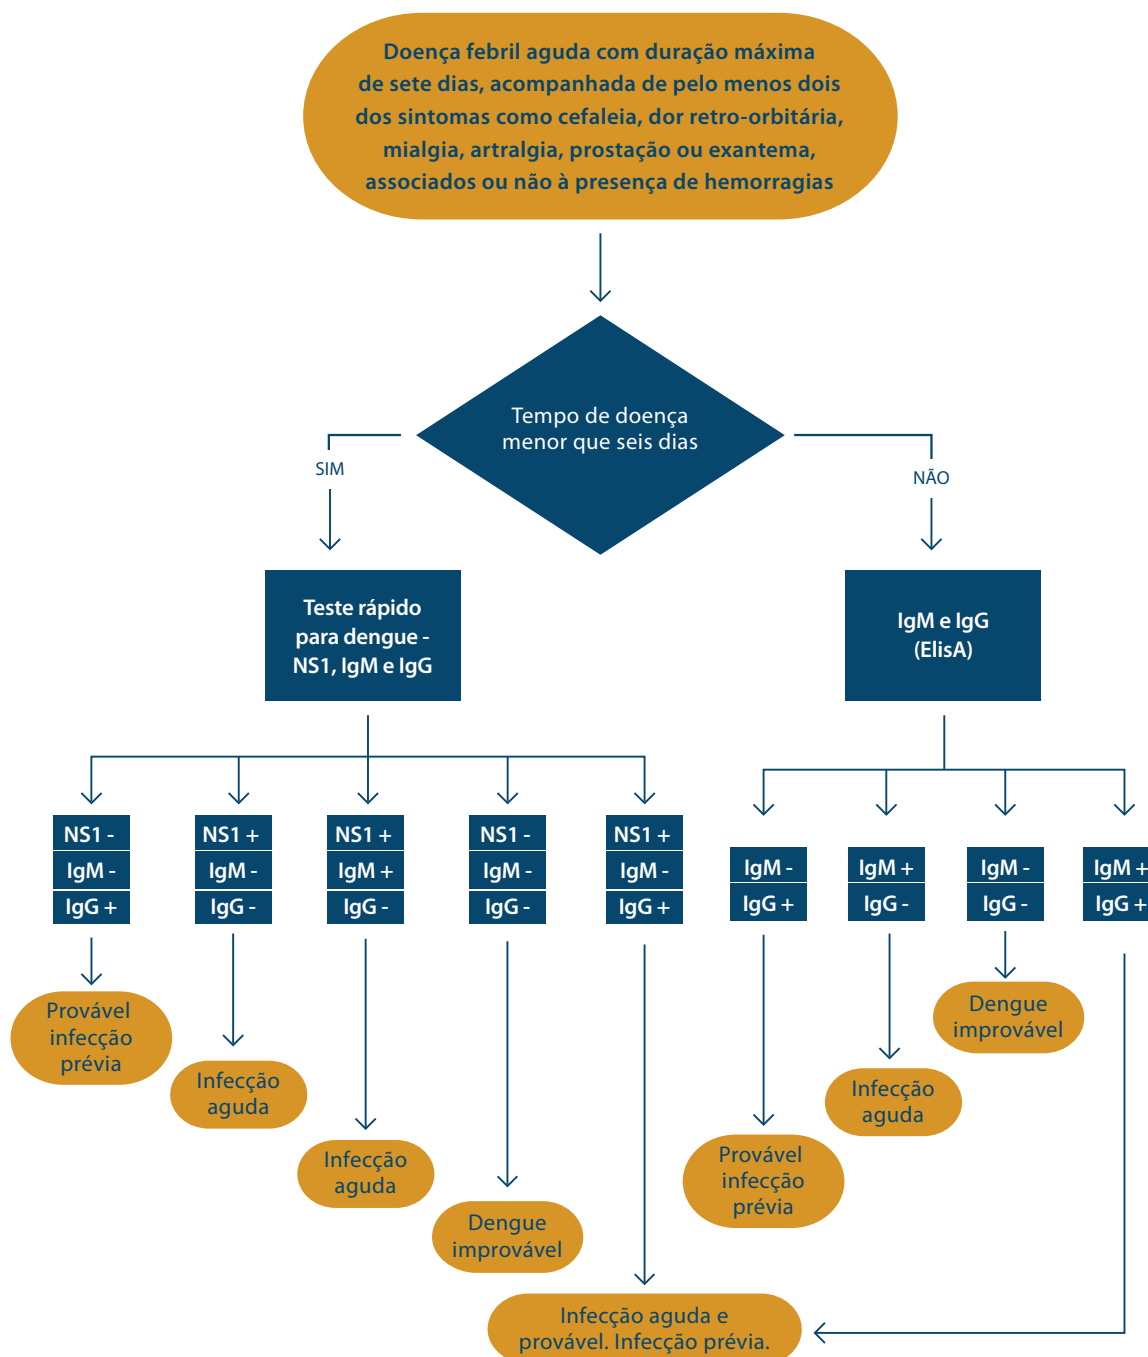 Doença febril aguda com duração máxima
de sete dias, acompanhada de pelo menos dois
dos sintomas como cefaleia, dor retro-orbitária,
mialgia, artralgia, prostação ou exantema,
associados ou não à presença de hemorragias
Tempo de doença
menor que seis dias
SIM
NÃO
Teste rápido
para dengue -
NS1, IgM e IgG
IgM e IgG
(ElisA)
NS1 -
IgM -
IgG +
NS1 +
IgM -
IgG -
NS1 +
IgM +
IgG -
NS1 -
IgM -
IgG -
NS1 +
IgM -
IgG +
IgM -
IgG +
IgM +
IgG -
IgM -
IgG -
IgM +
IgG +
Provável
infecção
prévia
Infecção
aguda
Infecção
aguda
Dengue
improvável
Provável
infecção
prévia
Infecção
aguda
Dengue
improvável
Infecção aguda e
provável. Infecção prévia.